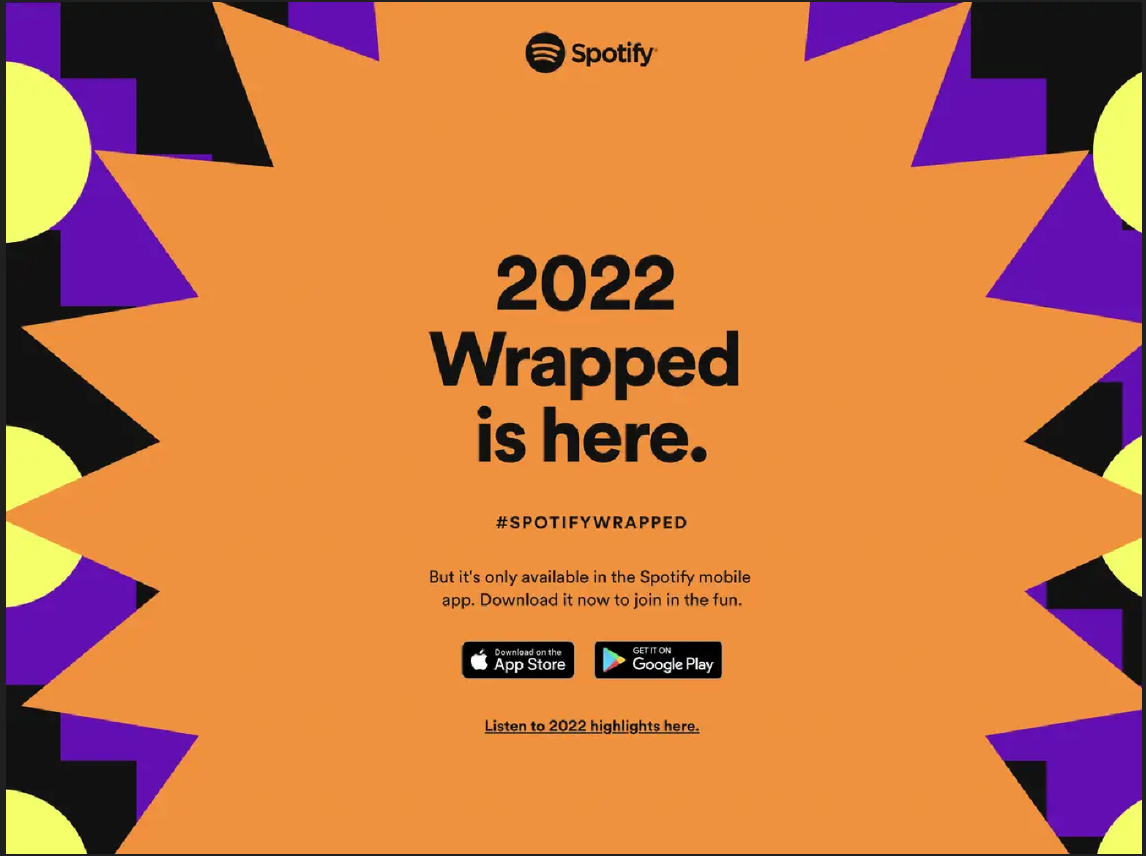 Spotify
2022
Wrapped
is here.
#SPOTIFYWRAPPED
But it's only available in the Spotify mobile
app. Download it now to join in the fun.
Download on the
App Store
GET IT ON
Google Play
Listen to 2022 highlights here.